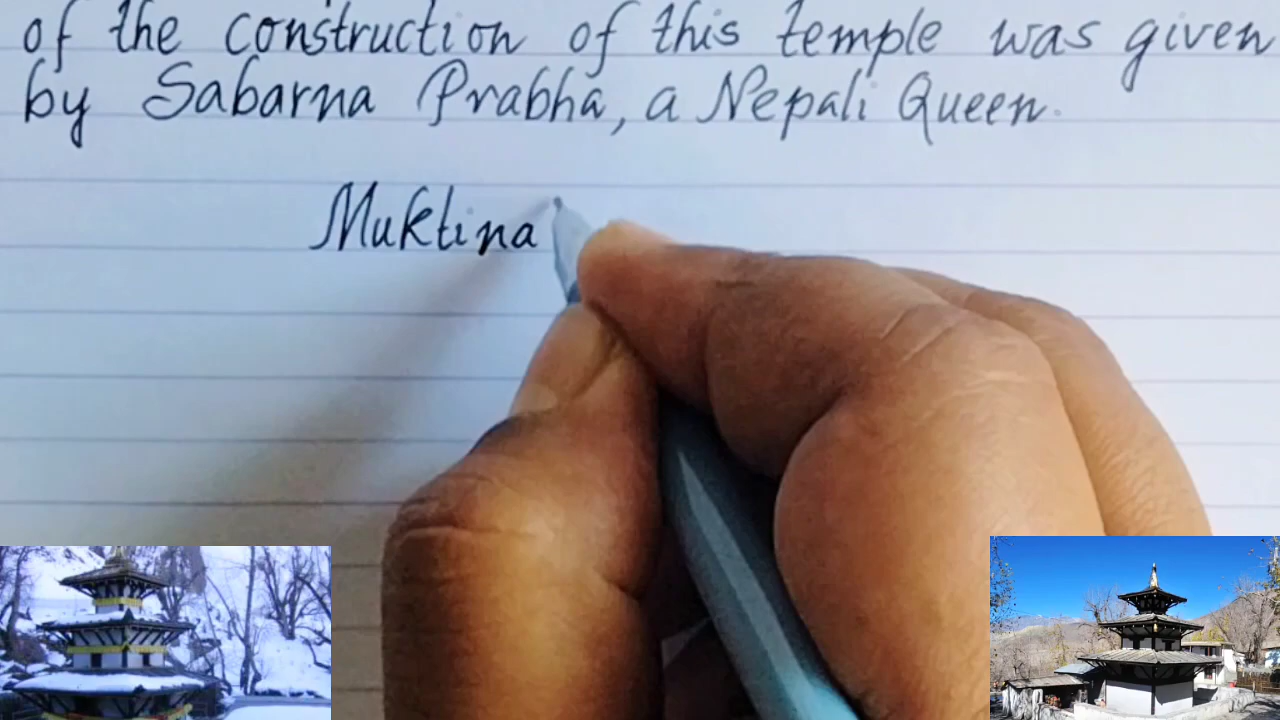 of the construction of this temple was given
by Sabarna Prabha, a Nepali Queen.
Muktina